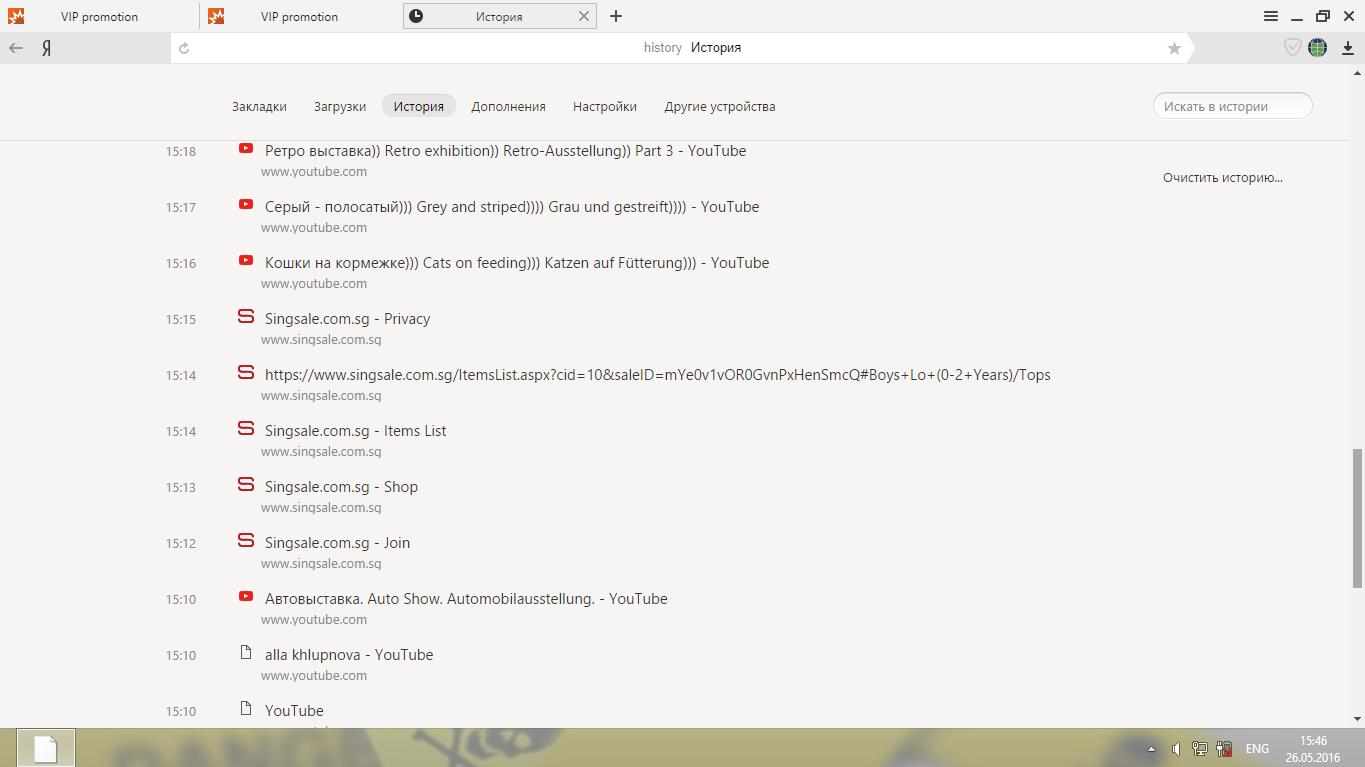 VIP promotion
VIP promotion
История
Я
history История
Закладки Загрузки История Дополнения Настройки Другие устройства
Искать в истории
Очистить историю...
15:18 Ретро выставка)) Retro exhibition)) Retro-Ausstellung)) Part 3 - YouTube
www.youtube.com
15:17 Серый - полосатый))) Grey and striped)))) Grau und gestreift)))) - YouTube
www.youtube.com
15:16 Кошки на кормежке))) Cats on feeding))) Katzen auf Fütterung))) - YouTube
www.youtube.com
15:15 Singsale.com.sg - Privacy
www.singsale.com.sg
15:14 https://www.singsale.com.sg/ItemsList.aspx?cid=10&saleID=mYe0v1vOR0GvnPxHenSmcQ#Boys+Lo+(0-2+Years)/Tops
www.singsale.com.sg
15:14 Singsale.com.sg - Items List
www.singsale.com.sg
15:13 Singsale.com.sg - Shop
www.singsale.com.sg
15:12 Singsale.com.sg - Join
www.singsale.com.sg
15:10 Автовыставка. Auto Show. Automobilausstellung. - YouTube
www.youtube.com
15:10 alla khlupnova - YouTube
www.youtube.com
15:10 YouTube
ENG
15:46
26.05.2016